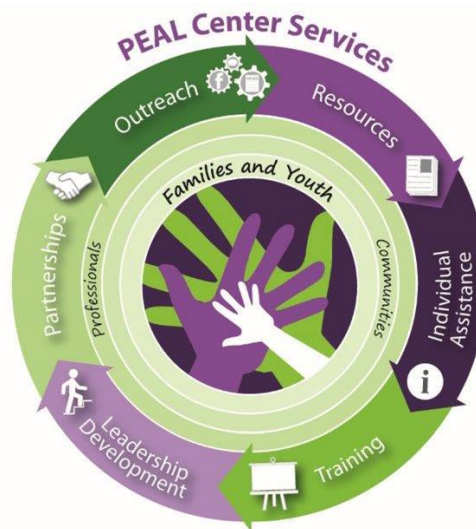 PEAL Center Services
Outreach
Resources
Individual
Assistance
Training
Leadership
Development
Partnerships
Families and Youth
Professionals
Communities
f
i